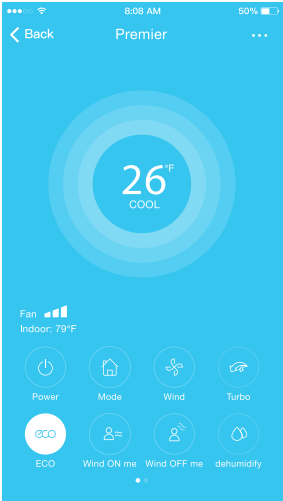 8:08 AM 50%
Back Premier
26°F
COOL
Fan
Indoor: 79°F
Power Mode Wind Turbo
eco
ECO Wind ON me Wind OFF me dehumidify